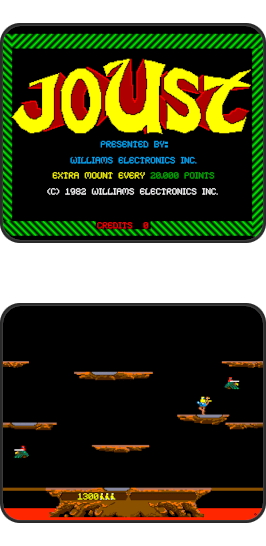 JOUST
PRESENTED BY:
WILLIAMS ELECTRONICS INC.
EXTRA MOUNT EVERY 20,000 POINTS
(C) 1982 WILLIAMS ELECTRONICS INC.
CREDITS 0
1300